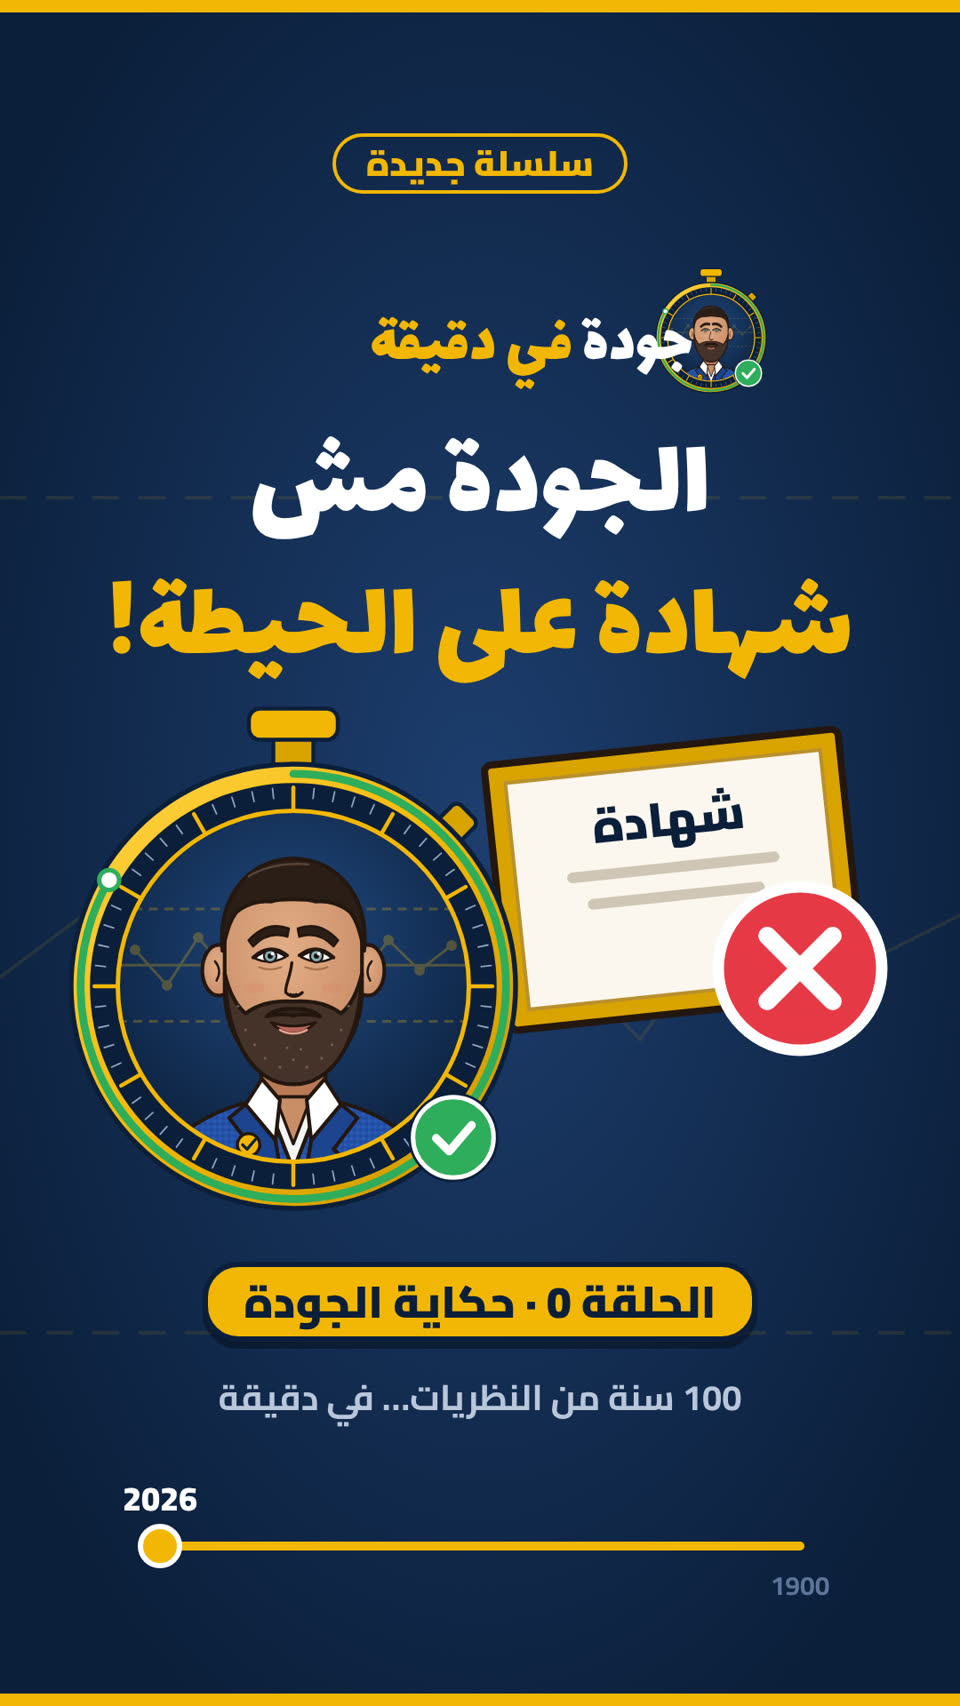 سلسلة جديدة
جودة في دقيقة
الجودة مش
شهادة على الحيطة!
شهادة
الحلقة 0 · حكاية الجودة
100 سنة من النظريات... في دقيقة
2026
1900